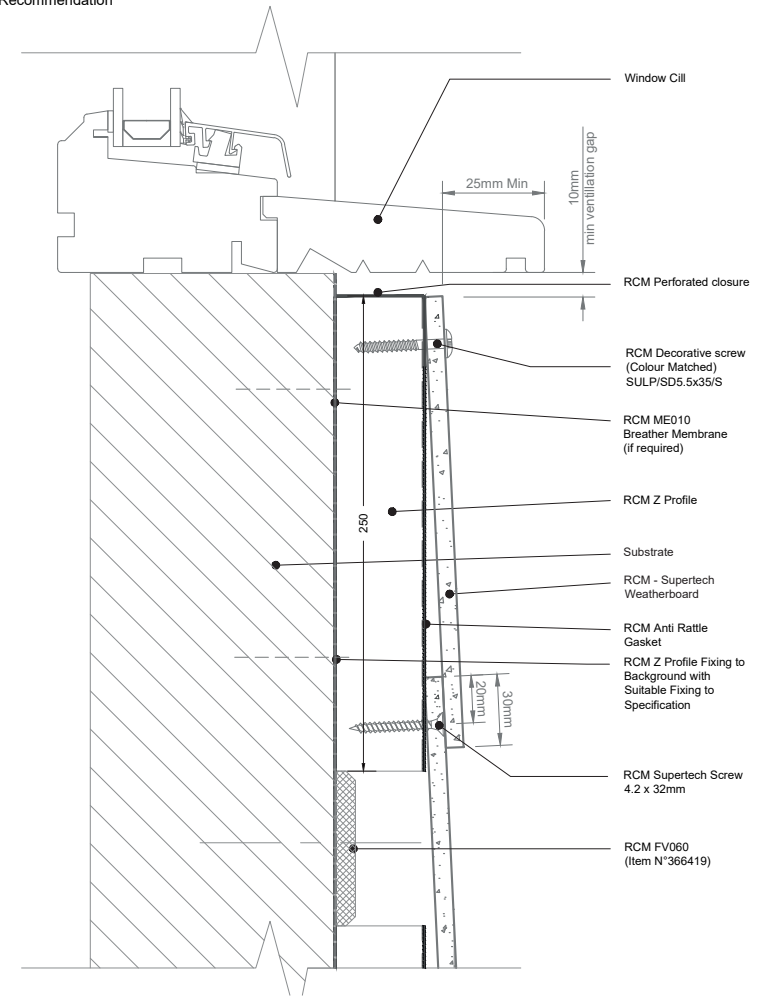 Recommendation
Window Cill
25mm Min
10mm
min ventillation gap
RCM Perforated closure
RCM Decorative screw
(Colour Matched)
SULP/SD5.5x35/S
RCM ME010
Breather Membrane
(if required)
RCM Z Profile
250
Substrate
RCM - Supertech
Weatherboard
RCM Anti Rattle
Gasket
RCM Z Profile Fixing to
Background with
Suitable Fixing to
Specification
20mm
30mm
RCM Supertech Screw
4.2 x 32mm
RCM FV060
(Item N°366419)